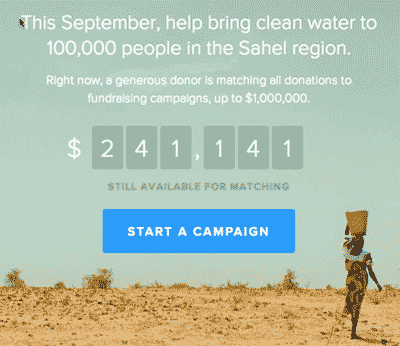 This September, help bring clean water to
100,000 people in the Sahel region.
Right now, a generous donor is matching all donations to
fundraising campaigns, up to $1,000,000.
$ 241,141
STILL AVAILABLE FOR MATCHING
START A CAMPAIGN